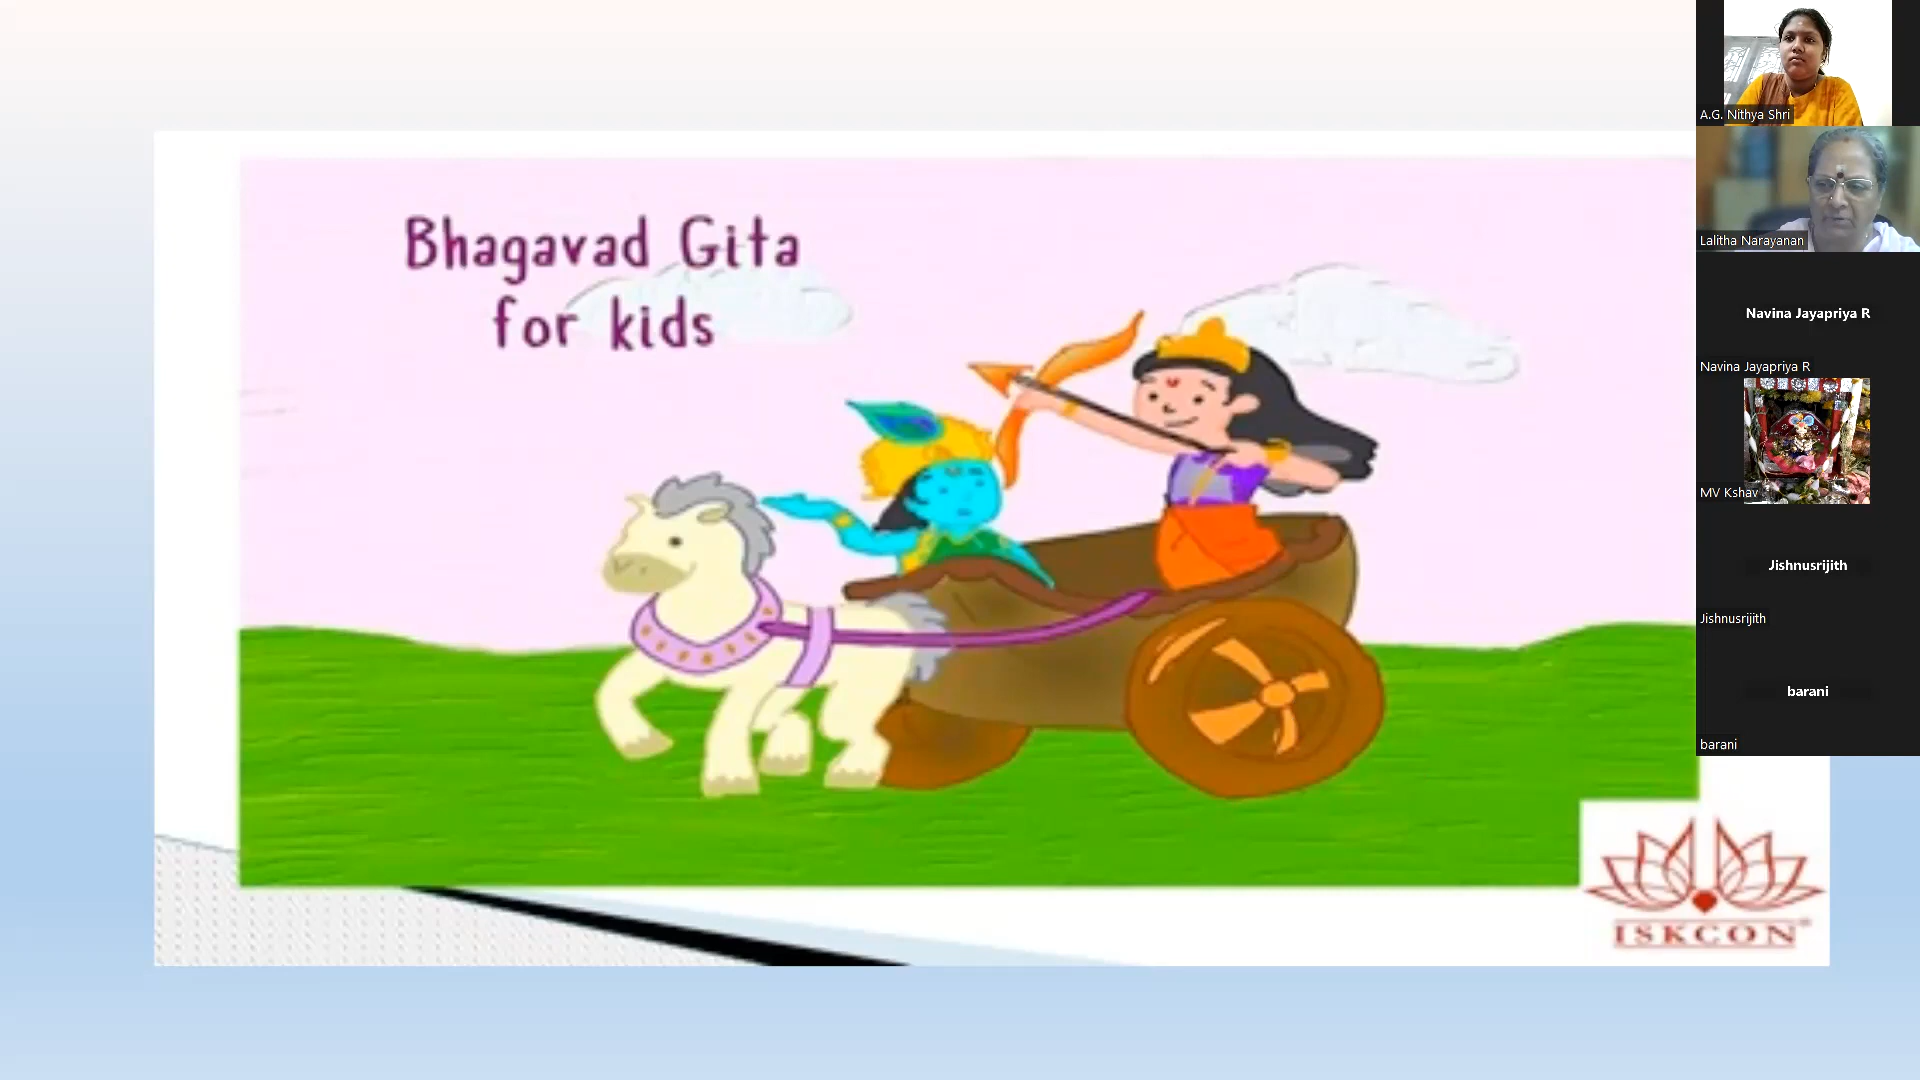 Bhagavad Gita
for kids
ISKCON
A.G. Nithya Shri
Lalitha Narayanan
Navina Jayapriya R
Navina Jayapriya R
MV Kshav
Jishnusrijith
Jishnusrijith
barani
barani